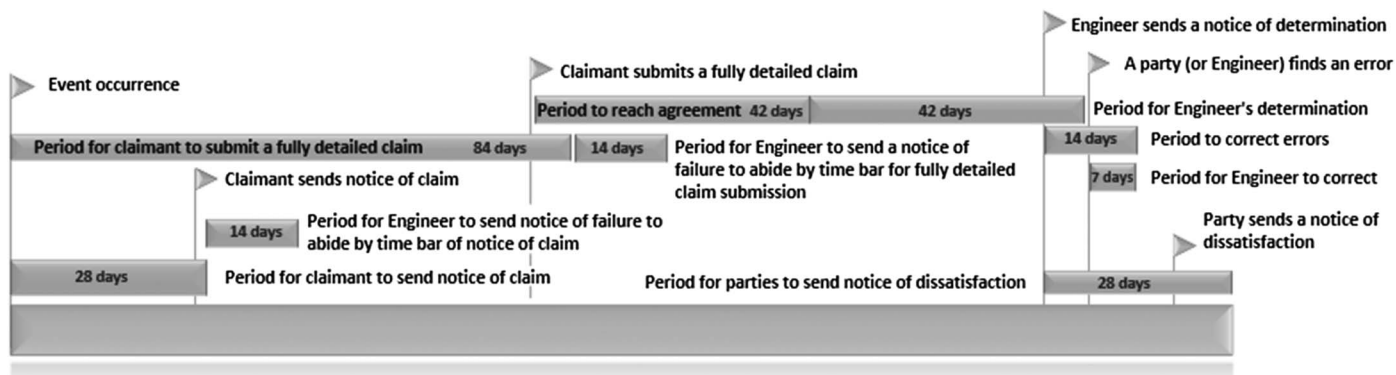 Engineer sends a notice of determination
A party (or Engineer) finds an error
Claimant submits a fully detailed claim
Event occurrence
Period to reach agreement 42 days
42 days
Period for Engineer's determination
Period for claimant to submit a fully detailed claim 84 days
14 days
Period for Engineer to send a notice of
failure to abide by time bar for fully detailed
claim submission
14 days
Period to correct errors
Claimant sends notice of claim
7 days
Period for Engineer to correct
14 days
Period for Engineer to send notice of failure to
abide by time bar of notice of claim
Party sends a notice of
dissatisfaction
28 days
Period for claimant to send notice of claim
Period for parties to send notice of dissatisfaction
28 days